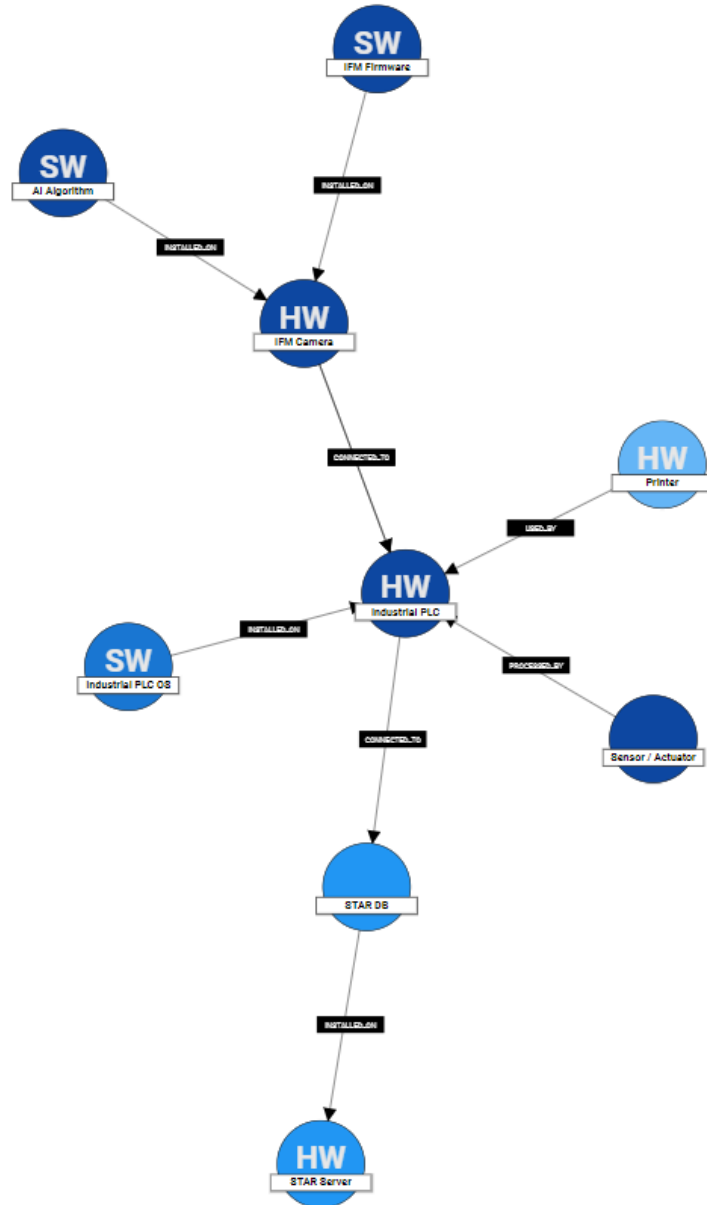 SW
IFM Firmware
SW
AI Algorithm
INSTALLED_ON
INSTALLED_ON
HW
IFM Camera
CONNECTED_TO
HW
Printer
USED_BY
HW
Industrial PLC
INSTALLED_ON
SW
Industrial PLC OS
PROCESSED_BY
Sensor / Actuator
CONNECTED_TO
STAR DB
INSTALLED_ON
HW
STAR Server